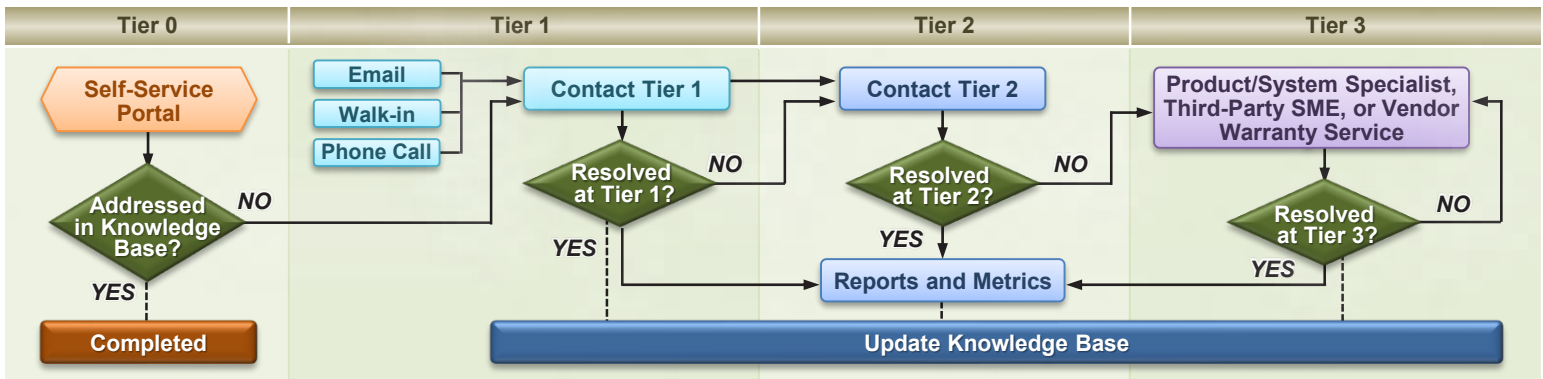 Tier 0
Tier 1
Tier 2
Tier 3
Self-Service
Portal
Addressed
in Knowledge
Base?
NO
YES
Completed
Email
Walk-in
Phone Call
Contact Tier 1
Resolved
at Tier 1?
NO
YES
Contact Tier 2
Resolved
at Tier 2?
NO
YES
Reports and Metrics
Product/System Specialist,
Third-Party SME, or Vendor
Warranty Service
Resolved
at Tier 3?
NO
YES
Update Knowledge Base